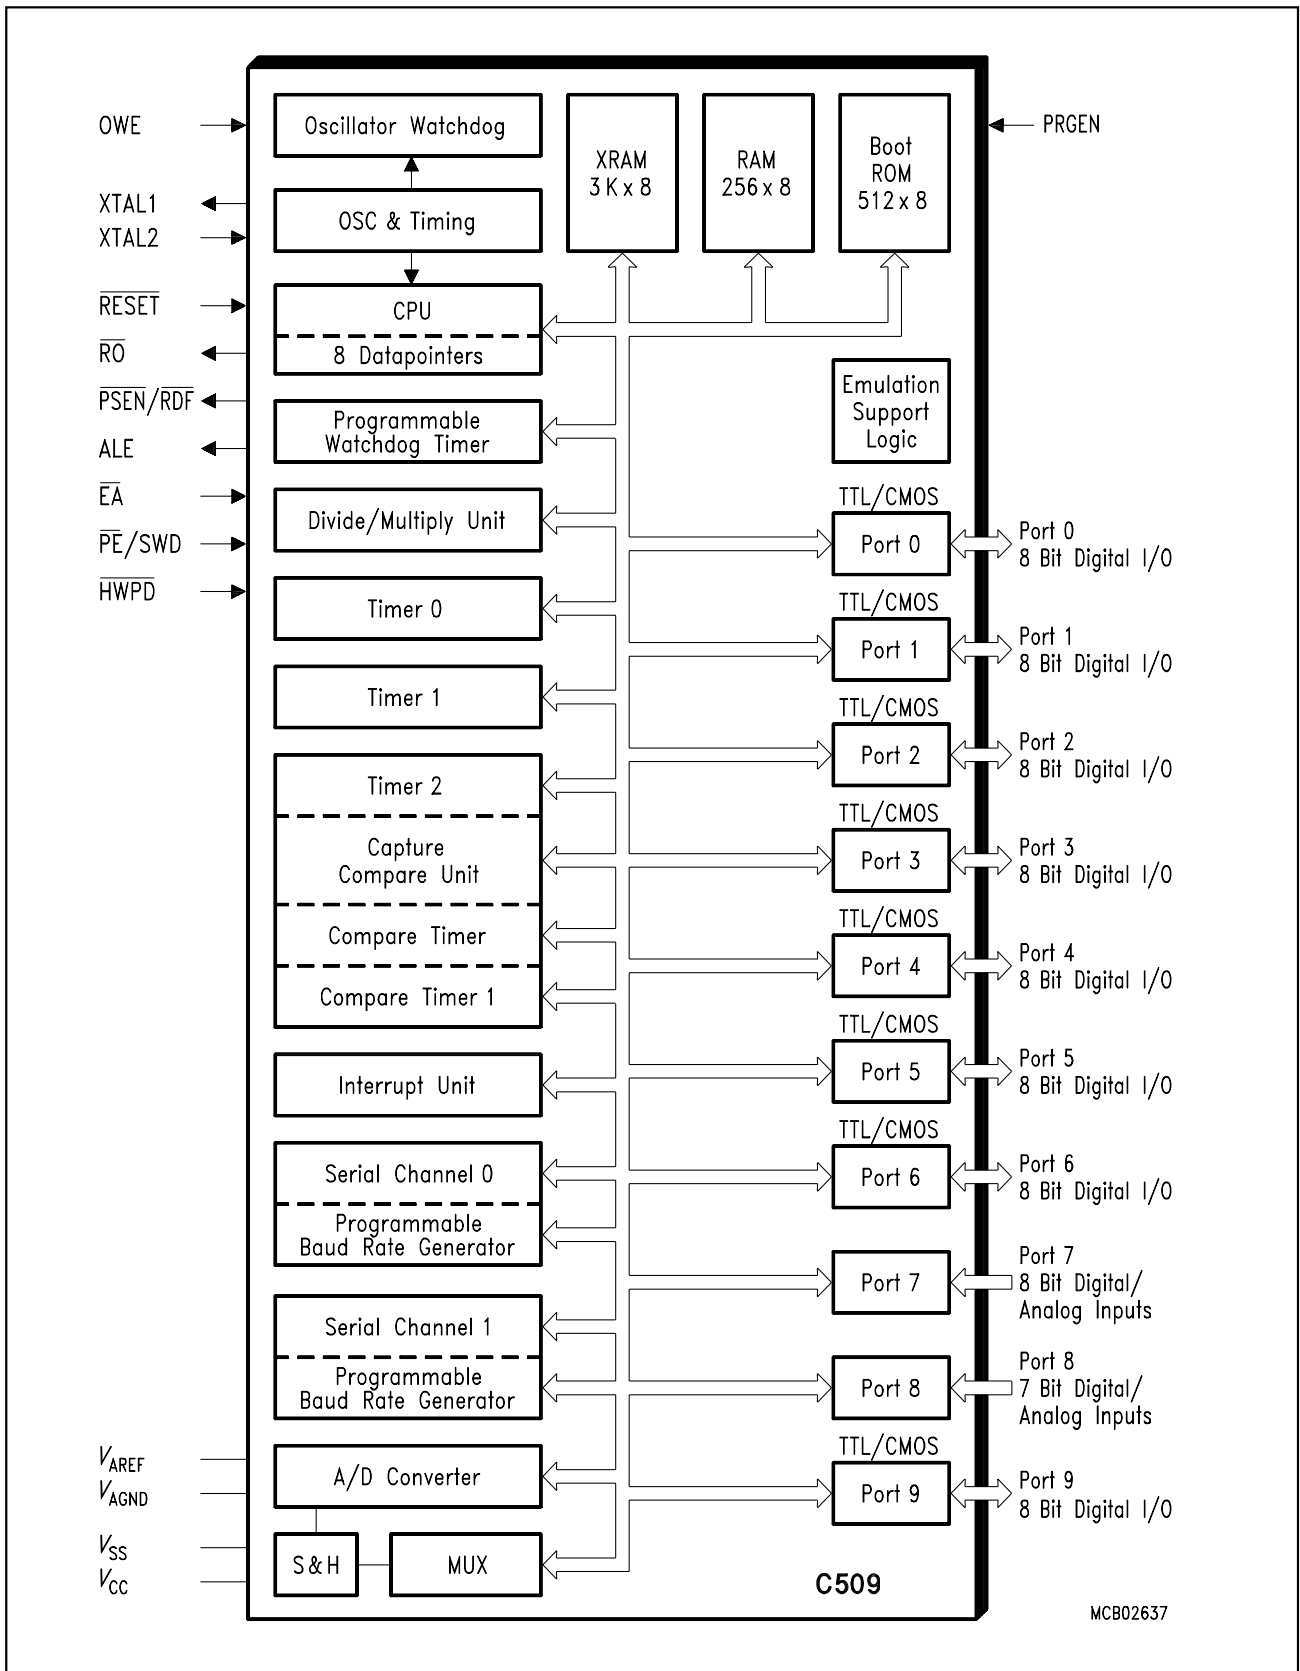 OWE
XTAL1
XTAL2
RESET
RO
PSEN/RDF
ALE
EA
PE/SWD
HWPD
VAREF
VAGND
VSS
VCC
Oscillator Watchdog
OSC & Timing
CPU
8 Datapointers
Programmable
Watchdog Timer
Divide/Multiply Unit
Timer 0
Timer 1
Timer 2
Capture
Compare Unit
Compare Timer
Compare Timer 1
Interrupt Unit
Serial Channel 0
Programmable
Baud Rate Generator
Serial Channel 1
Programmable
Baud Rate Generator
A/D Converter
S&H
MUX
XRAM
3 K x 8
RAM
256 x 8
Boot
ROM
512 x 8
PRGEN
Emulation
Support
Logic
TTL/CMOS
Port 0
Port 0
8 Bit Digital I/O
TTL/CMOS
Port 1
Port 1
8 Bit Digital I/O
TTL/CMOS
Port 2
Port 2
8 Bit Digital I/O
TTL/CMOS
Port 3
Port 3
8 Bit Digital I/O
TTL/CMOS
Port 4
Port 4
8 Bit Digital I/O
TTL/CMOS
Port 5
Port 5
8 Bit Digital I/O
TTL/CMOS
Port 6
Port 6
8 Bit Digital I/O
Port 7
Port 7
8 Bit Digital/
Analog Inputs
Port 8
Port 8
7 Bit Digital/
Analog Inputs
TTL/CMOS
Port 9
Port 9
8 Bit Digital I/O
C509
MCB02637